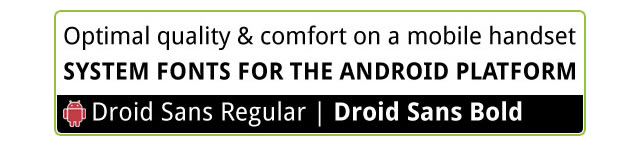 Optimal quality & comfort on a mobile handset
SYSTEM FONTS FOR THE ANDROID PLATFORM
Droid Sans Regular | Droid Sans Bold